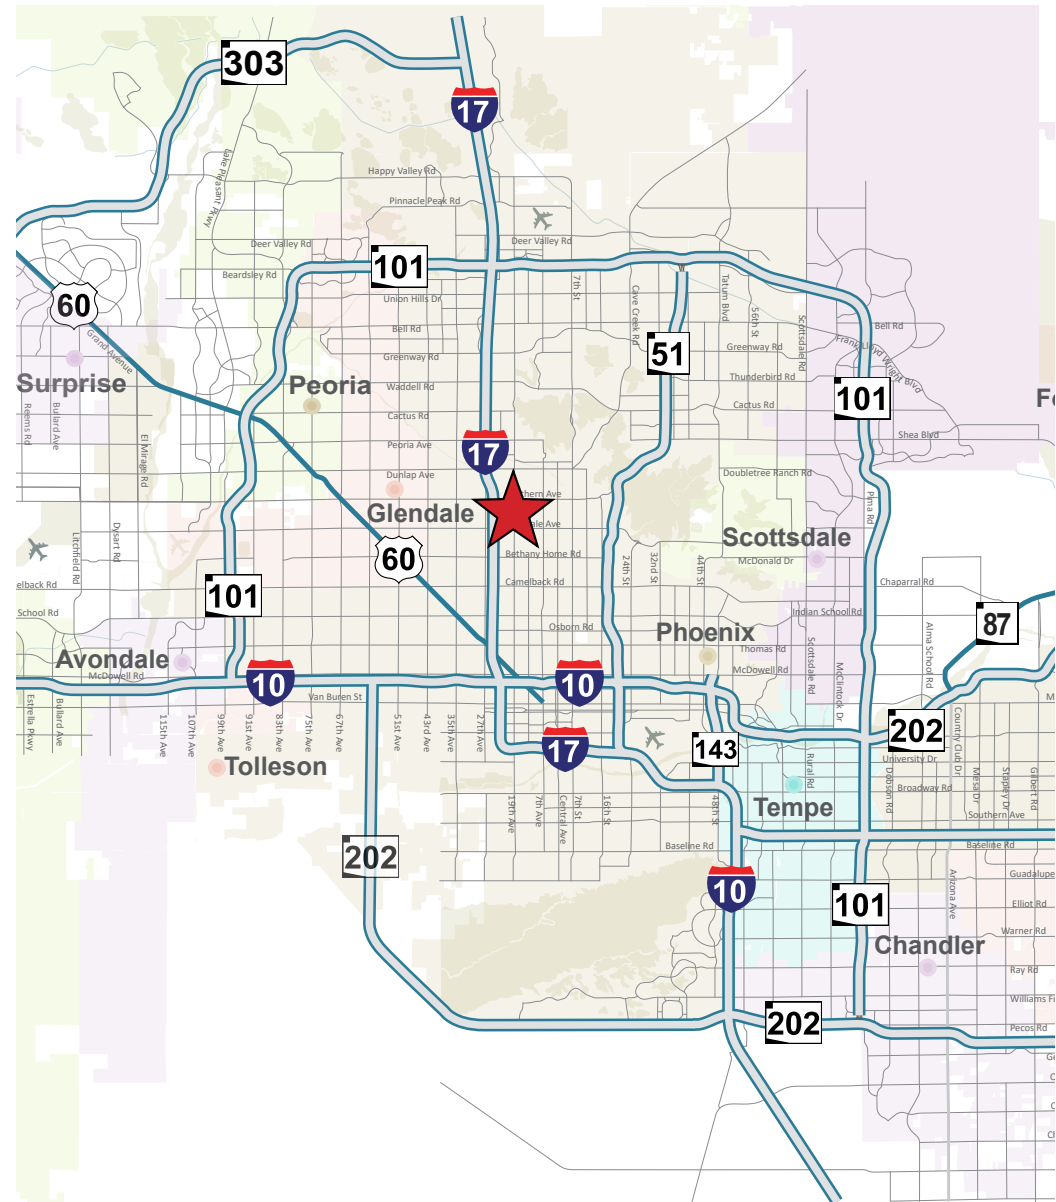 303
17
Lake Pleasant Pkwy
Happy Valley Rd
Pinnacle Peak Rd
Deer Valley Rd
Deer Valley Rd
101
Beardsley Rd
7th St
Cave Creek Rd
Tatum Blvd
60
Union Hills Dr
56th St
Scottsdale Rd
Bell Rd
Bell Rd
Grand Avenue
Frank Lloyd Wright Blvd
Greenway Rd
51
Greenway Rd
Surprise
Peoria
Waddell Rd
Thunderbird Rd
101
Reems Rd
Bullard Ave
Cactus Rd
Cactus Rd
El Mirage Rd
Peoria Ave
17
Shea Blvd
Dunlap Ave
Doubletree Ranch Rd
hern Ave
Pima Rd
Glendale
ale Ave
Scottsdale
Litchfield Rd
Dysart Rd
60
Bethany Home Rd
24th St
32nd St
44th St
McDonald Dr
elback Rd
101
Camelback Rd
Chaparral Rd
School Rd
Indian School Rd
87
Osborn Rd
Phoenix
Alma School Rd
Avondale
Thomas Rd
Scottsdale Rd
McClintock Dr
McDowell Rd
McDowell Rd
10
10
Van Buren St
Estrella Pkwy
Bullard Ave
115th Ave
107th Ave
99th Ave
91st Ave
83th Ave
75th Ave
67th Ave
51st Ave
43rd Ave
35th Ave
27th Ave
17
143
202
Country Club Dr
University Dr
Tolleson
Rural Rd
Dobson Rd
Broadway Rd
Mesa Dr
Stapley Dr
Gilbert Rd
Tempe
19th Ave
7th Ave
Central Ave
7th St
16th St
48th St
Southern Ave
202
Baseline Rd
Baseline Rd
10
101
Arizona Ave
Guadalupe
Elliot Rd
Warner Rd
Chandler
Ray Rd
Williams Fi
202
Pecos Rd